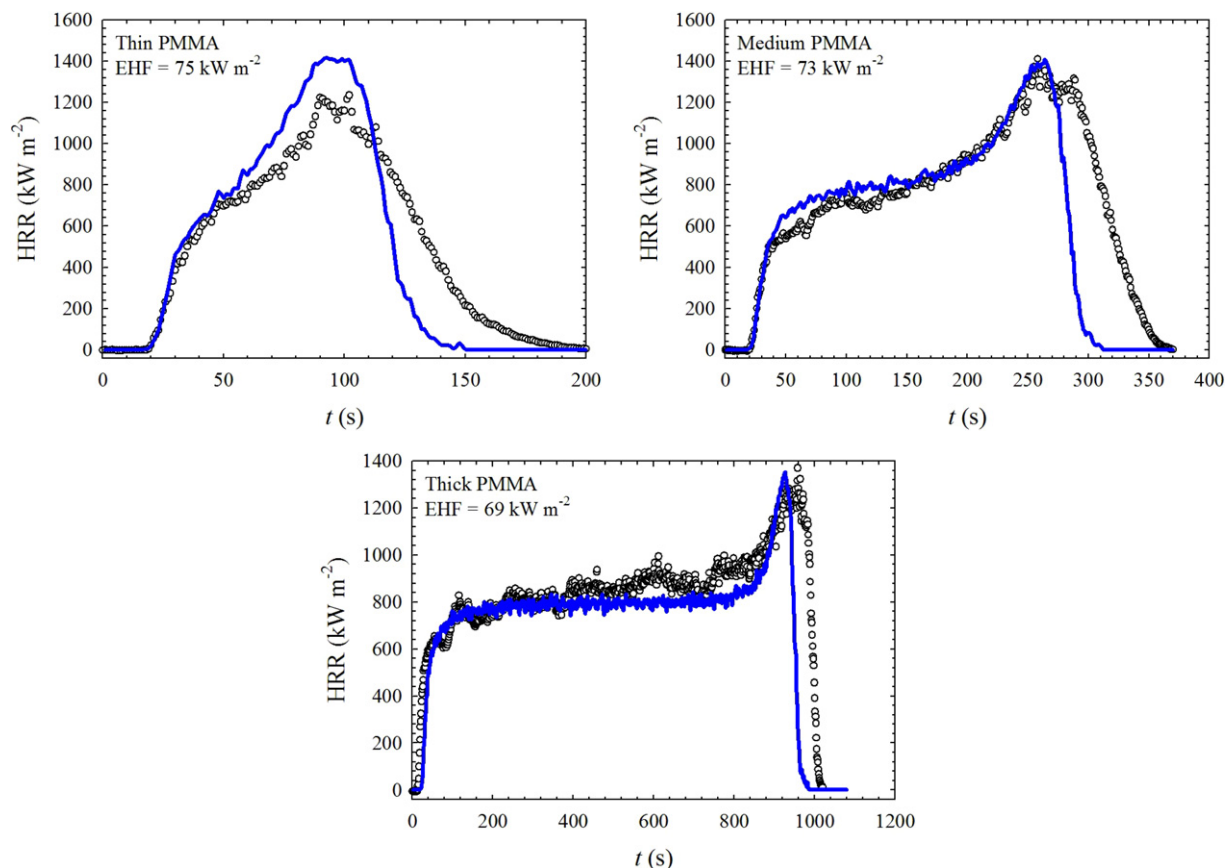 1600
1400
1200
1000
800
600
400
200
0
HRR (kW m⁻²)
Thin PMMA
EHF = 75 kW m⁻²
0 50 100 150 200
t (s)
1600
1400
1200
1000
800
600
400
200
0
HRR (kW m⁻²)
Medium PMMA
EHF = 73 kW m⁻²
0 50 100 150 200 250 300 350 400
t (s)
1400
1200
1000
800
600
400
200
0
HRR (kW m⁻²)
Thick PMMA
EHF = 69 kW m⁻²
0 200 400 600 800 1000 1200
t (s)